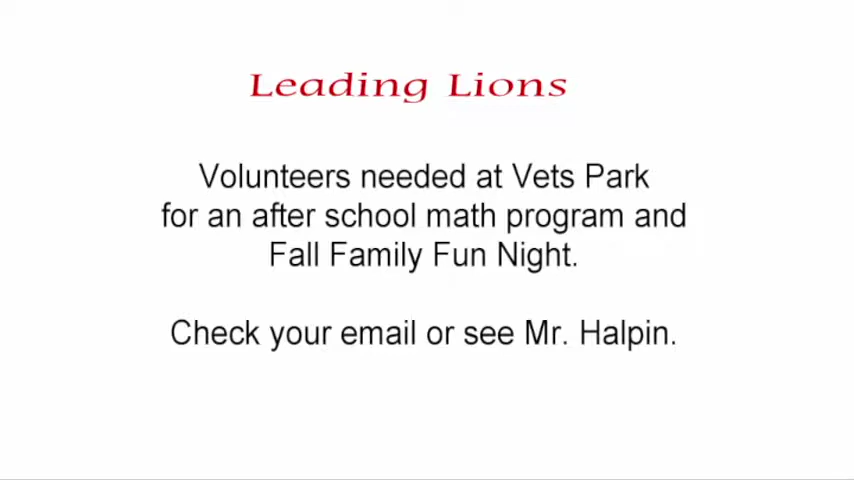 Leading Lions
Volunteers needed at Vets Park
for an after school math program and
Fall Family Fun Night.
Check your email or see Mr. Halpin.